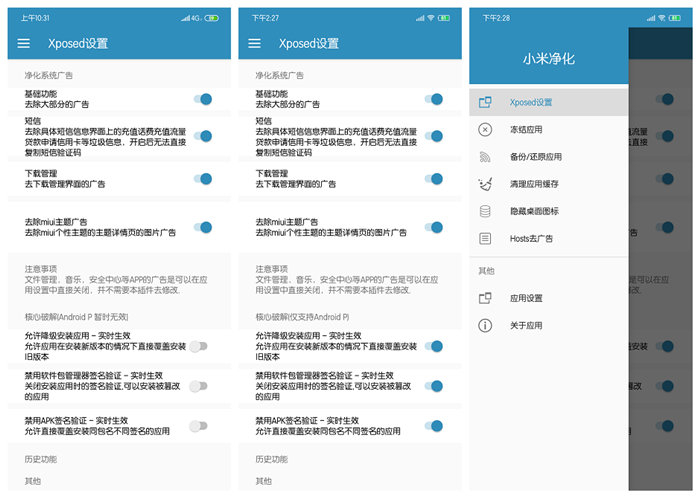 上午10:31
4G
Xposed设置
净化系统广告
基础功能
去除大部分的广告
短信
去除具体短信信息界面上的充值话费充值流量
贷款申请信用卡等垃圾信息，开启后无法直接
复制短信验证码
下载管理
去下载管理界面的广告
去除miui主题广告
去除miui个性主题的主题详情页的图片广告
注意事项
文件管理、音乐、安全中心等APP的广告是可以在应
用设置中直接关闭，并不需要本插件去修改.
核心破解(Android P 暂时无效)
允许降级安装应用 - 实时生效
允许应用在安装新版本的情况下直接覆盖安装
旧版本
禁用软件包管理器签名验证 - 实时生效
关闭安装应用时的签名验证,可以安装被篡改
的应用
禁用APK签名验证 - 实时生效
允许直接覆盖安装同包名不同签名的应用
历史功能
其他
下午2:27
Xposed设置
净化系统广告
基础功能
去除大部分的广告
短信
去除具体短信信息界面上的充值话费充值流量
贷款申请信用卡等垃圾信息，开启后无法直接
复制短信验证码
下载管理
去下载管理界面的广告
去除miui主题广告
去除miui个性主题的主题详情页的图片广告
注意事项
文件管理、音乐、安全中心等APP的广告是可以在应
用设置中直接关闭，并不需要本插件去修改.
核心破解(仅支持Android P)
允许降级安装应用 - 实时生效
允许应用在安装新版本的情况下直接覆盖安装
旧版本
禁用软件包管理器签名验证 - 实时生效
关闭安装应用时的签名验证,可以安装被篡改
的应用
禁用APK签名验证 - 实时生效
允许直接覆盖安装同包名不同签名的应用
历史功能
其他
下午2:28
小米净化
Xposed设置
冻结应用
备份/还原应用
清理应用缓存
隐藏桌面图标
Hosts去广告
其他
应用设置
关于应用
值流量
法直接
告
盖安装
篡改